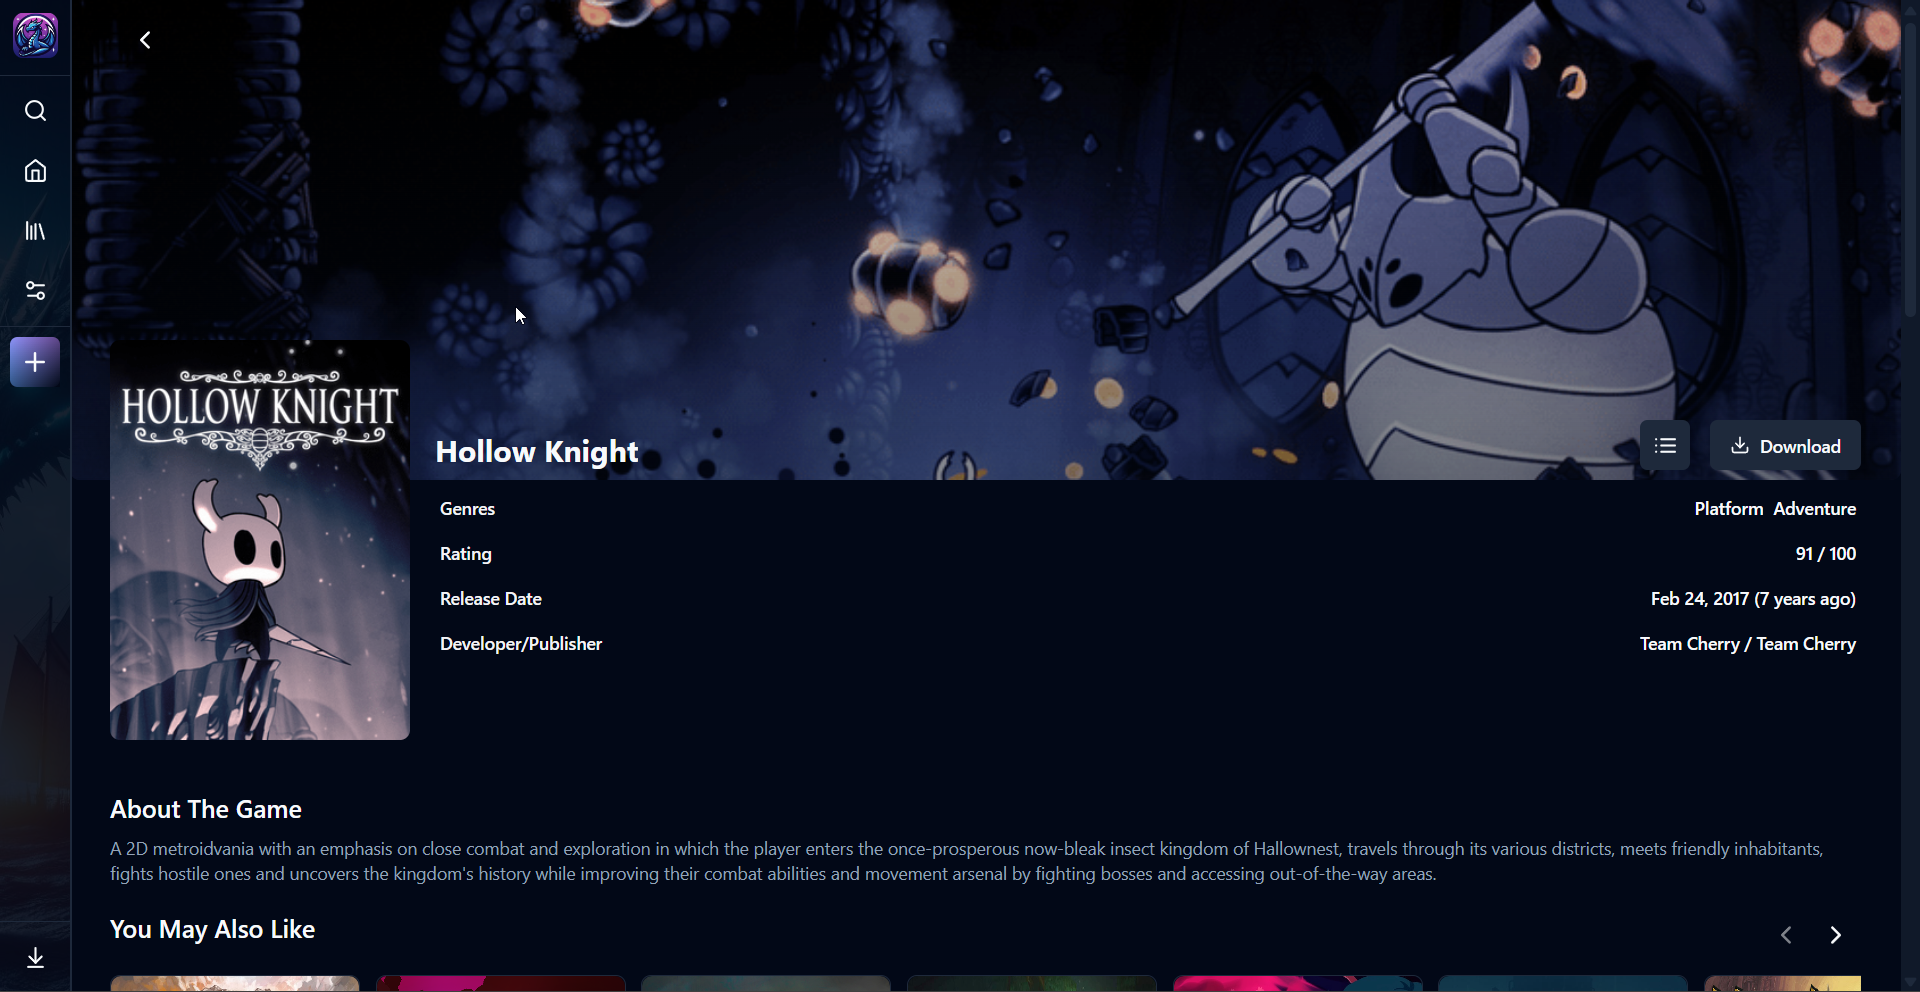 HOLLOW KNIGHT
Hollow Knight
Download
Genres
Platform Adventure
Rating
91 / 100
Release Date
Feb 24, 2017 (7 years ago)
Developer/Publisher
Team Cherry / Team Cherry
About The Game
A 2D metroidvania with an emphasis on close combat and exploration in which the player enters the once-prosperous now-bleak insect kingdom of Hallownest, travels through its various districts, meets friendly inhabitants,
fights hostile ones and uncovers the kingdom's history while improving their combat abilities and movement arsenal by fighting bosses and accessing out-of-the-way areas.
You May Also Like